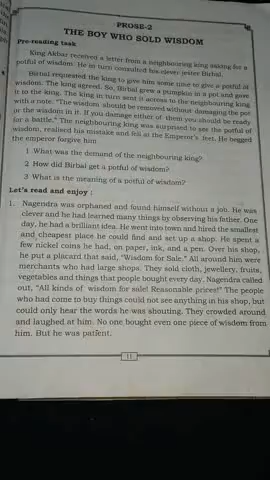 PROSE-2
THE BOY WHO SOLD WISDOM
Pre-reading task
King Akbar received a letter from a neighbouring king asking for a
potful of wisdom. He in turn consulted his clever jester Birbal.
Birbal requested the king to give him some time to give a potful of
wisdom. The king agreed. So, Birbal grew a pumpkin in a pot and gave
it to the king. The king in turn sent it across to the neighbouring king
with a note. "The wisdom should be removed without damaging the pot
or the wisdom in it. If you damage either of them you should be ready
for a battle." The neighbouring king was surprised to see the potful of
wisdom, realised his mistake and fell at the Emperor's feet. He begged
the emperor forgive him
1 What was the demand of the neighbouring king?
2 How did Birbal get a potful of wisdom?
3 What is the meaning of a potful of wisdom?
Let's read and enjoy :
1. Nagendra was orphaned and found himself without a job. He was
clever and he had learned many things by observing his father. One
day, he had a brilliant idea. He went into town and hired the smallest
and cheapest place he could find and set up a shop. He spent a
few nickel coins he had, on paper, ink, and a pen. Over his shop,
he put a placard that said, "Wisdom for Sale." All around him were
merchants who had large shops. They sold cloth, jewellery, fruits,
vegetables and things that people bought every day. Nagendra called
out, "All kinds of wisdom for sale! Reasonable prices!" The people
who had come to buy things could not see anything in his shop, but
could only hear the words he was shouting. They crowded around
and laughed at him. No one bought even one piece of wisdom from
him. But he was patient.
11